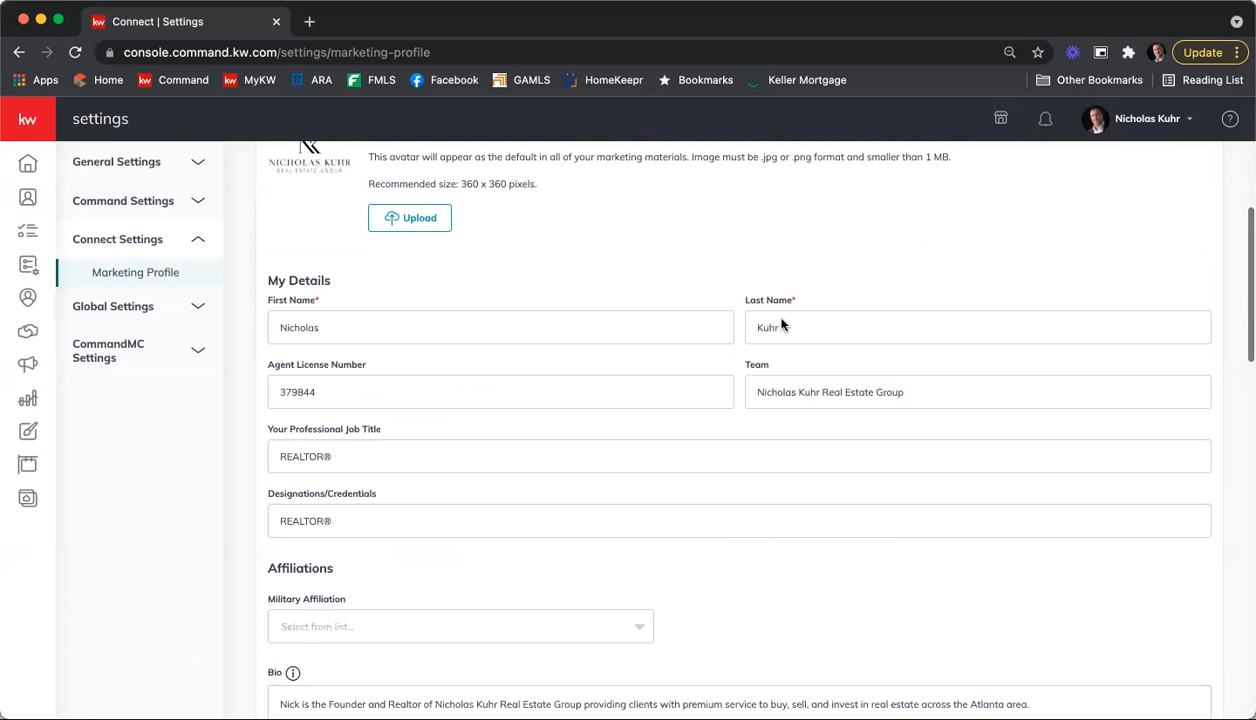 Connect | Settings
console.command.kw.com/settings/marketing-profile
Update
Apps Home Command MyKW ARA FMLS Facebook GAMLS HomeKeepr Bookmarks Keller Mortgage Other Bookmarks Reading List
kw
settings
Nicholas Kuhr
General Settings
Command Settings
Connect Settings
Marketing Profile
Global Settings
CommandMC
Settings
NICHOLAS KUHR
REAL ESTATE GROUP
This avatar will appear as the default in all of your marketing materials. Image must be .jpg or .png format and smaller than 1 MB.
Recommended size: 360 x 360 pixels.
Upload
My Details
First Name* Last Name*
Nicholas Kuhr
Agent License Number Team
379844 Nicholas Kuhr Real Estate Group
Your Professional Job Title
REALTOR®
Designations/Credentials
REALTOR®
Affiliations
Military Affiliation
Select from list...
Bio
Nick is the Founder and Realtor of Nicholas Kuhr Real Estate Group providing clients with premium service to buy, sell, and invest in real estate across the Atlanta area.